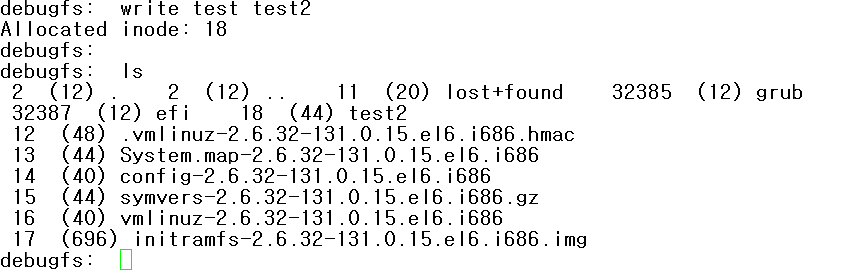 debugfs:  write test test2
Allocated inode: 18
debugfs:
debugfs:  ls
 2  (12) .    2  (12) ..    11  (20) lost+found    32385  (12) grub
 32387  (12) efi    18  (44) test2
 12  (48) .vmlinuz-2.6.32-131.0.15.el6.i686.hmac
 13  (44) System.map-2.6.32-131.0.15.el6.i686
 14  (40) config-2.6.32-131.0.15.el6.i686
 15  (44) symvers-2.6.32-131.0.15.el6.i686.gz
 16  (40) vmlinuz-2.6.32-131.0.15.el6.i686
 17  (696) initramfs-2.6.32-131.0.15.el6.i686.img
debugfs: